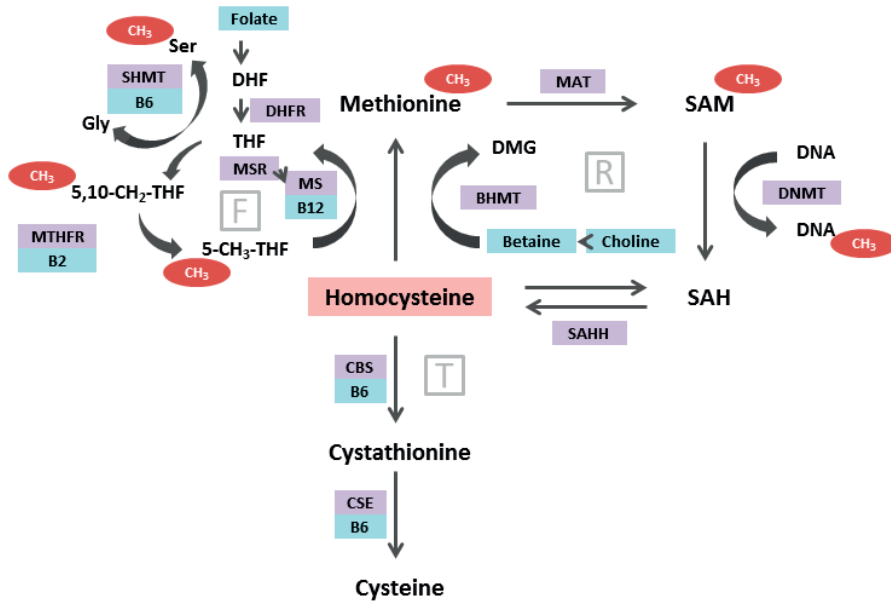 Folate
CH3
Ser
SHMT
B6
Gly
DHF
DHFR
THF
MSR
MS
B12
CH3
5,10-CH2-THF
F
MTHFR
B2
5-CH3-THF
CH3
Methionine
CH3
MAT
SAM
CH3
DMG
R
BHMT
Betaine
Choline
DNA
DNMT
DNA
CH3
Homocysteine
SAH
SAHH
CBS
B6
T
Cystathionine
CSE
B6
Cysteine